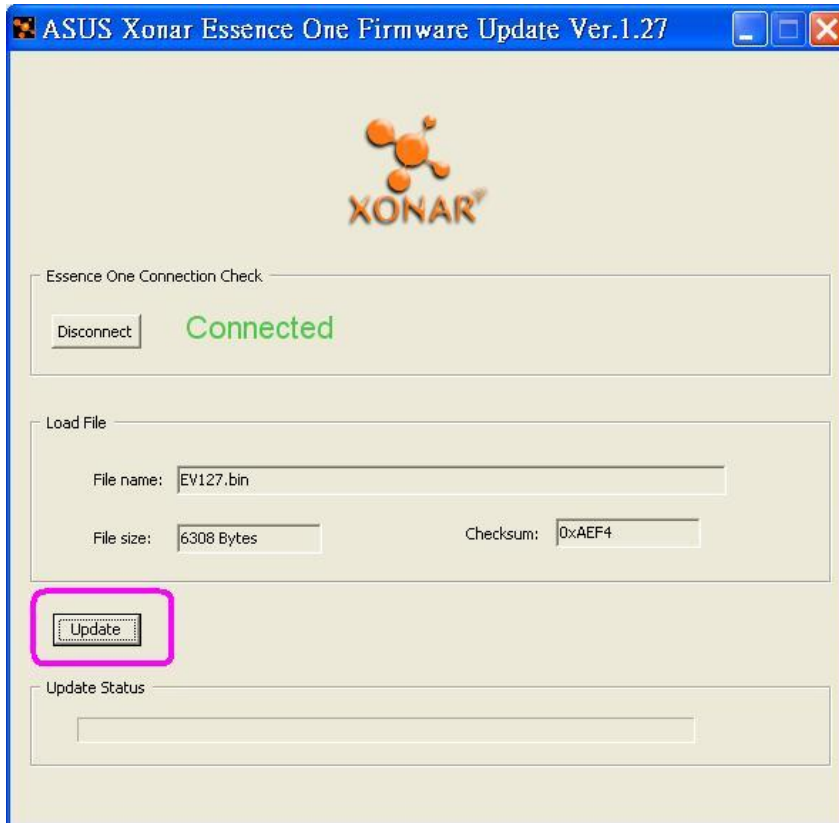 ASUS Xonar Essence One Firmware Update Ver.1.27
XONAR
Essence One Connection Check
Disconnect Connected
Load File
File name: EV127.bin
File size: 6308 Bytes Checksum: 0xAEF4
Update
Update Status